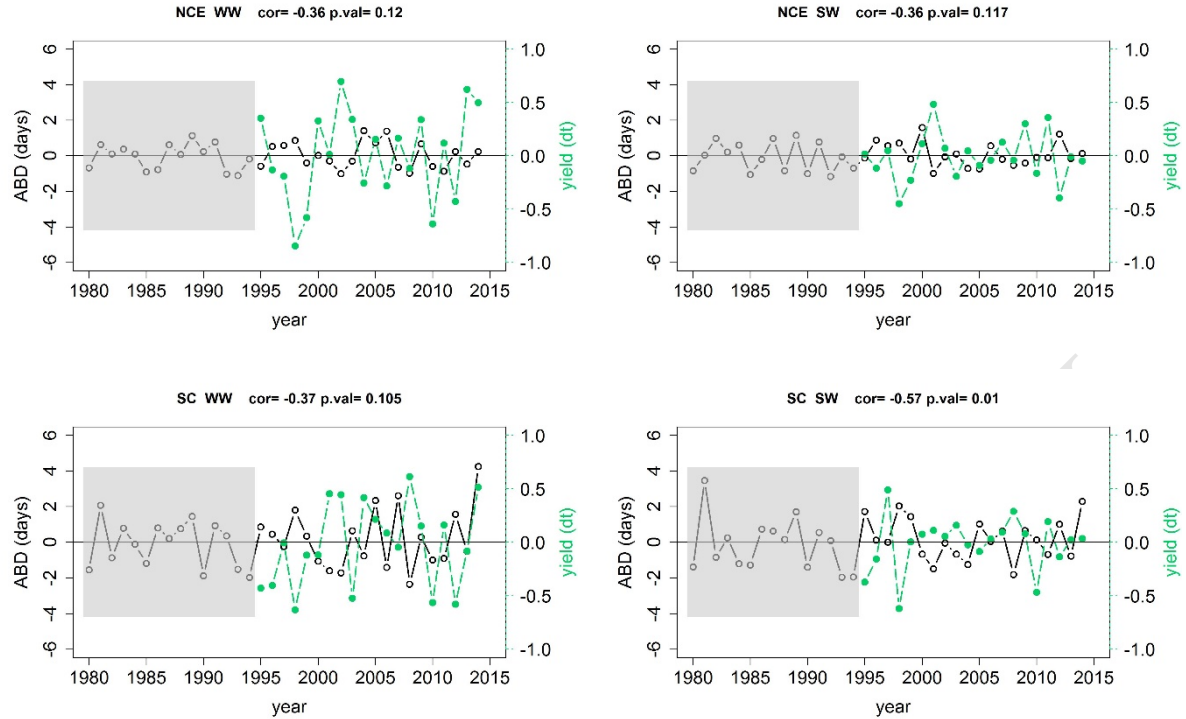 NCE WW cor= -0.36 p.val= 0.12
6
4
2
0
-2
-4
-6
ABD (days)
1.0
0.5
0.0
-0.5
-1.0
yield (dt)
1980 1985 1990 1995 2000 2005 2010 2015
year
NCE SW cor= -0.36 p.val= 0.117
6
4
2
0
-2
-4
-6
ABD (days)
1.0
0.5
0.0
-0.5
-1.0
yield (dt)
1980 1985 1990 1995 2000 2005 2010 2015
year
SC WW cor= -0.37 p.val= 0.105
6
4
2
0
-2
-4
-6
ABD (days)
1.0
0.5
0.0
-0.5
-1.0
yield (dt)
1980 1985 1990 1995 2000 2005 2010 2015
year
SC SW cor= -0.57 p.val= 0.01
6
4
2
0
-2
-4
-6
ABD (days)
1.0
0.5
0.0
-0.5
-1.0
yield (dt)
1980 1985 1990 1995 2000 2005 2010 2015
year